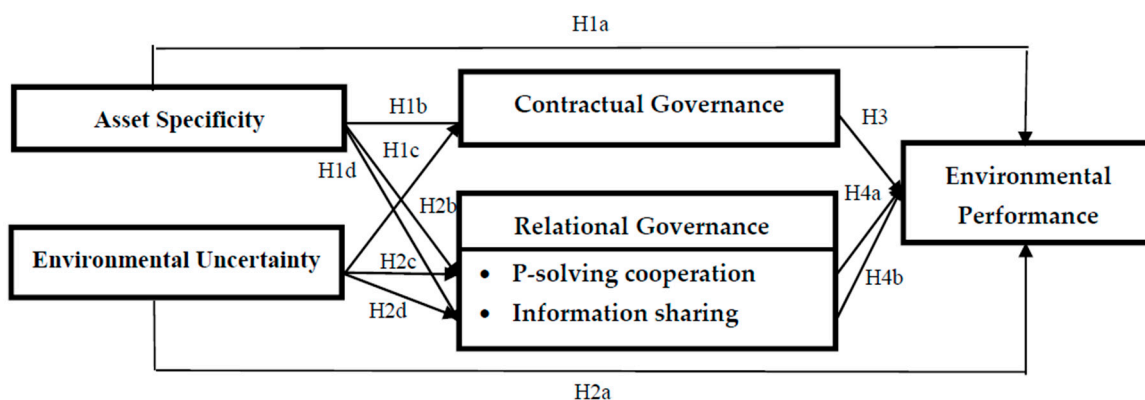 H1a
Asset Specificity
H1b
Contractual Governance
H3
H1c
H1d
Environmental
Performance
H2b
H4a
Relational Governance
Environmental Uncertainty
H2c
• P-solving cooperation
H4b
H2d
• Information sharing
H2a